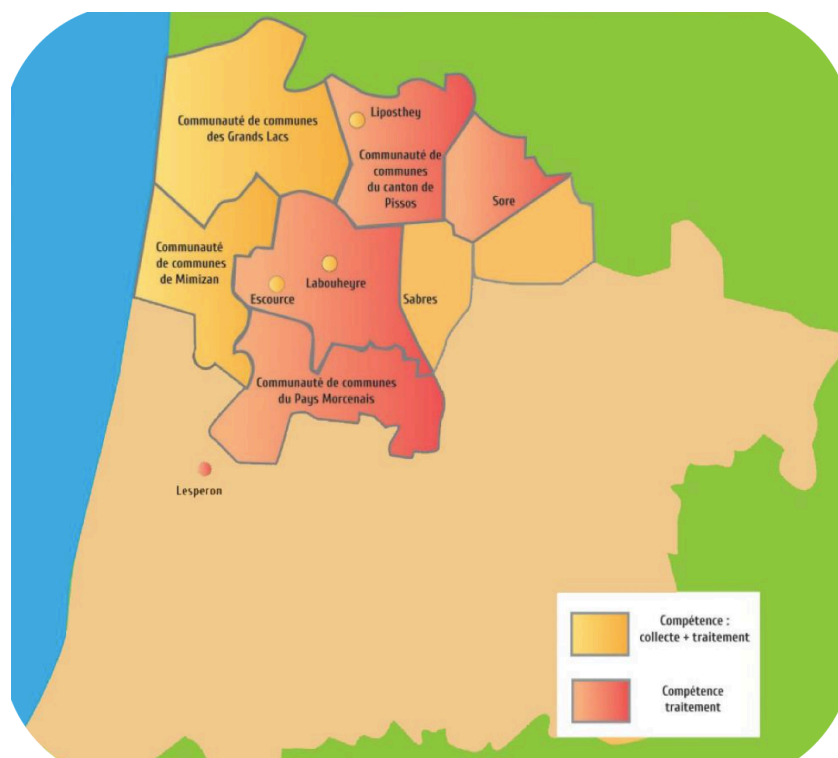 Communauté de communes
des Grands Lacs
Liposthey
Communauté de
communes
du canton de
Pissos
Sore
Communauté
de communes
de Mimizan
Labouheyre
Escource
Sabres
Communauté de communes
du Pays Morcenais
Lesperon
Compétence :
collecte + traitement
Compétence
traitement